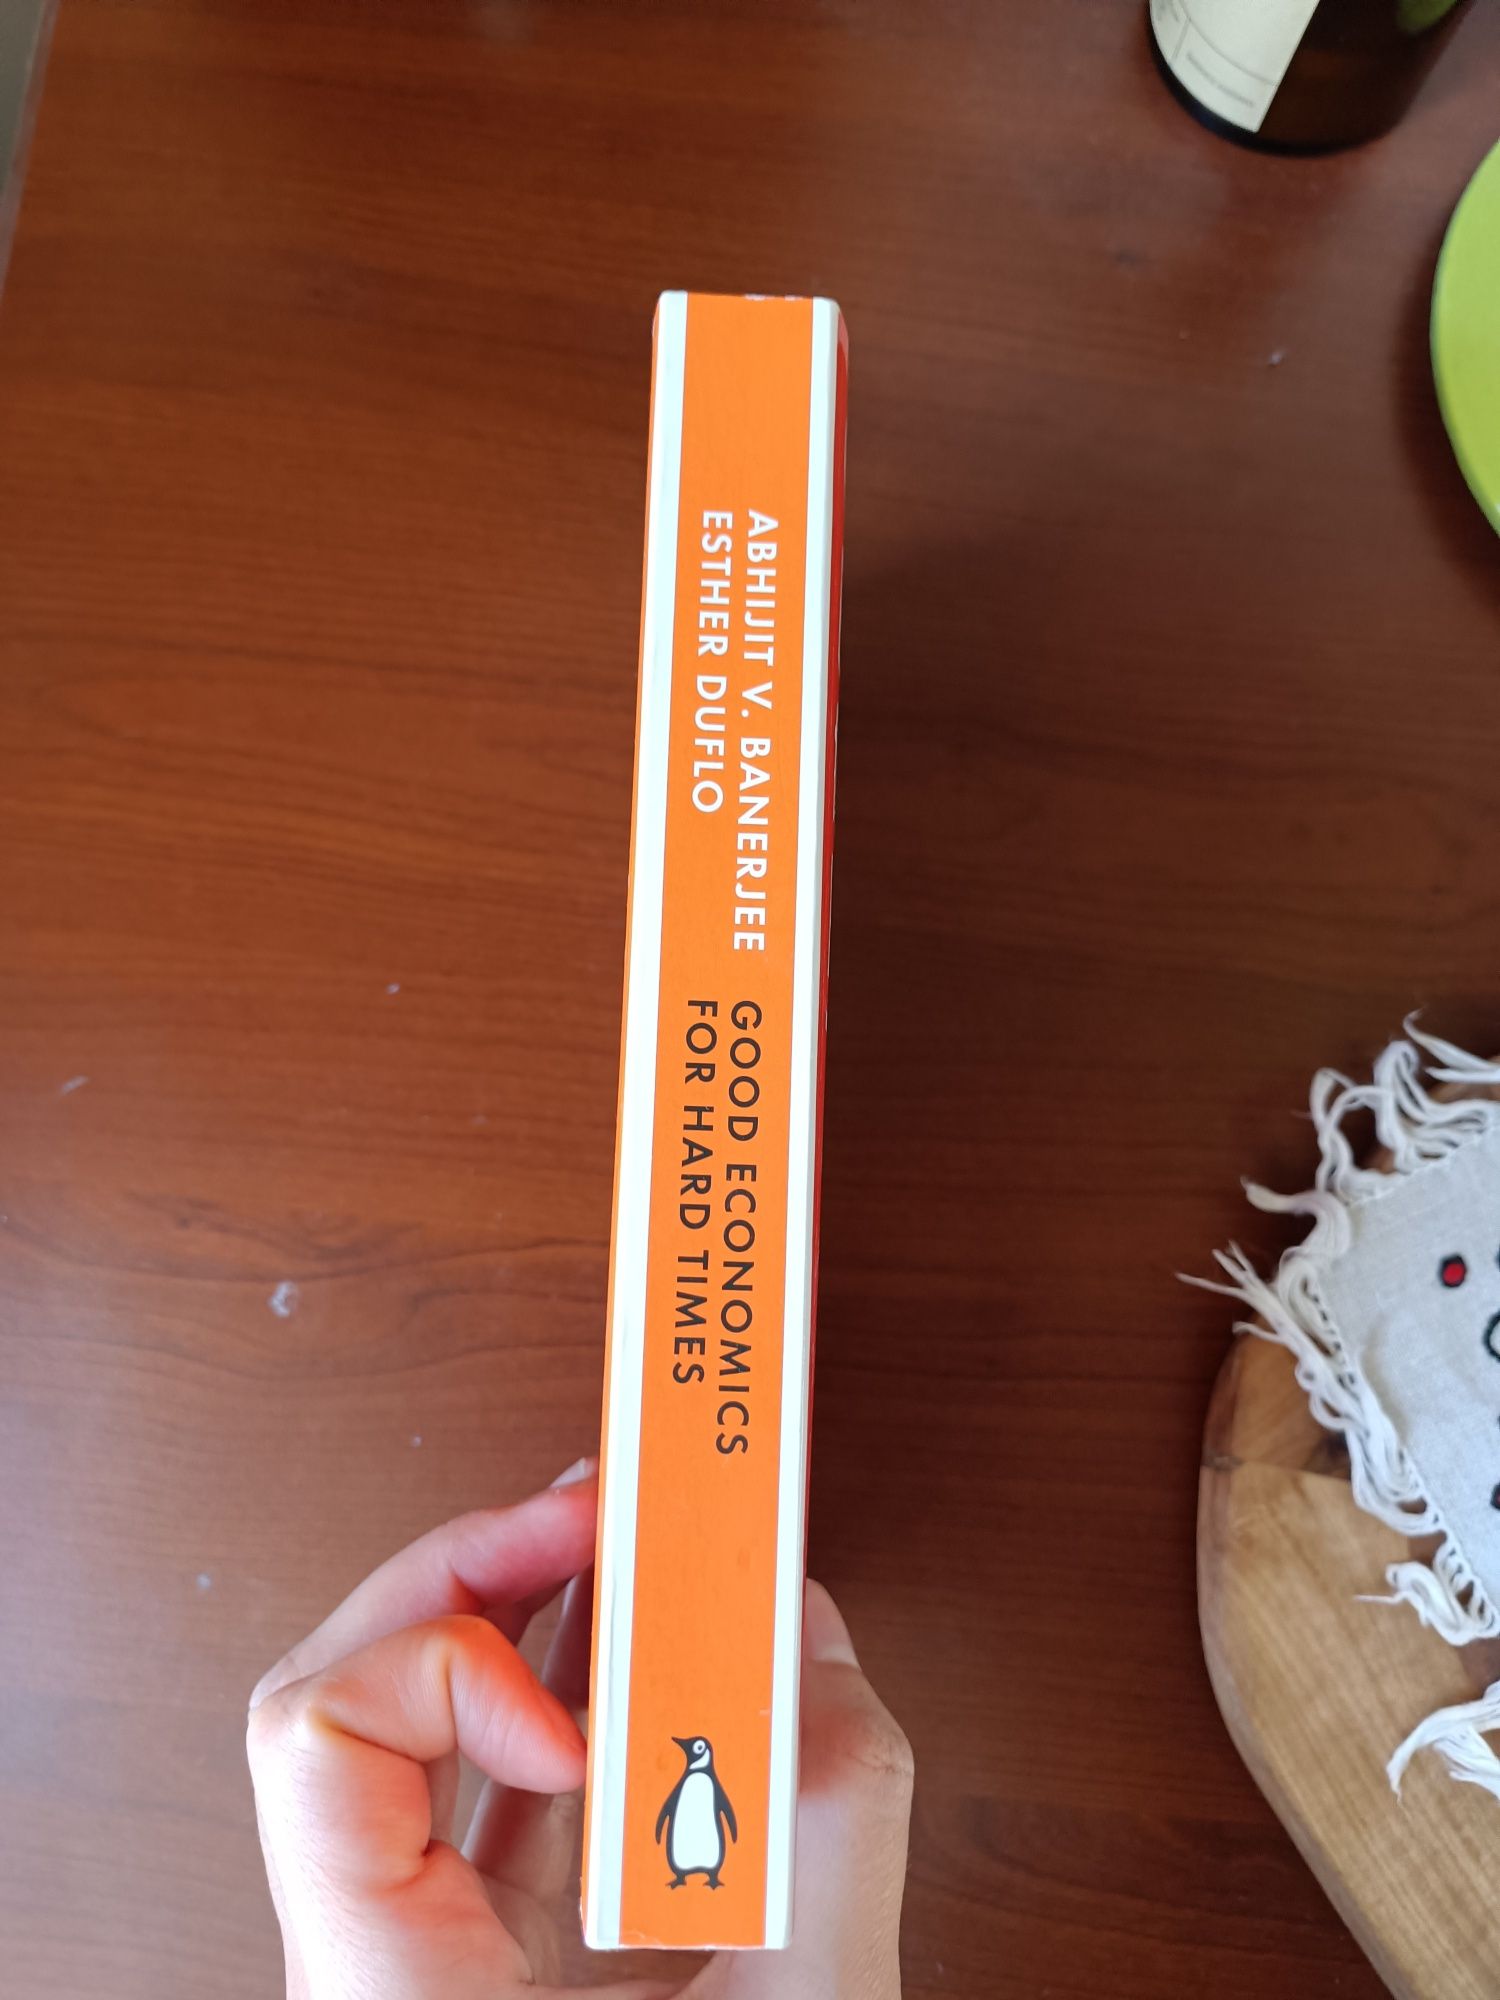 ABHIJIT V. BANERJEE
ESTHER DUFLO
GOOD ECONOMICS
FOR HARD TIMES